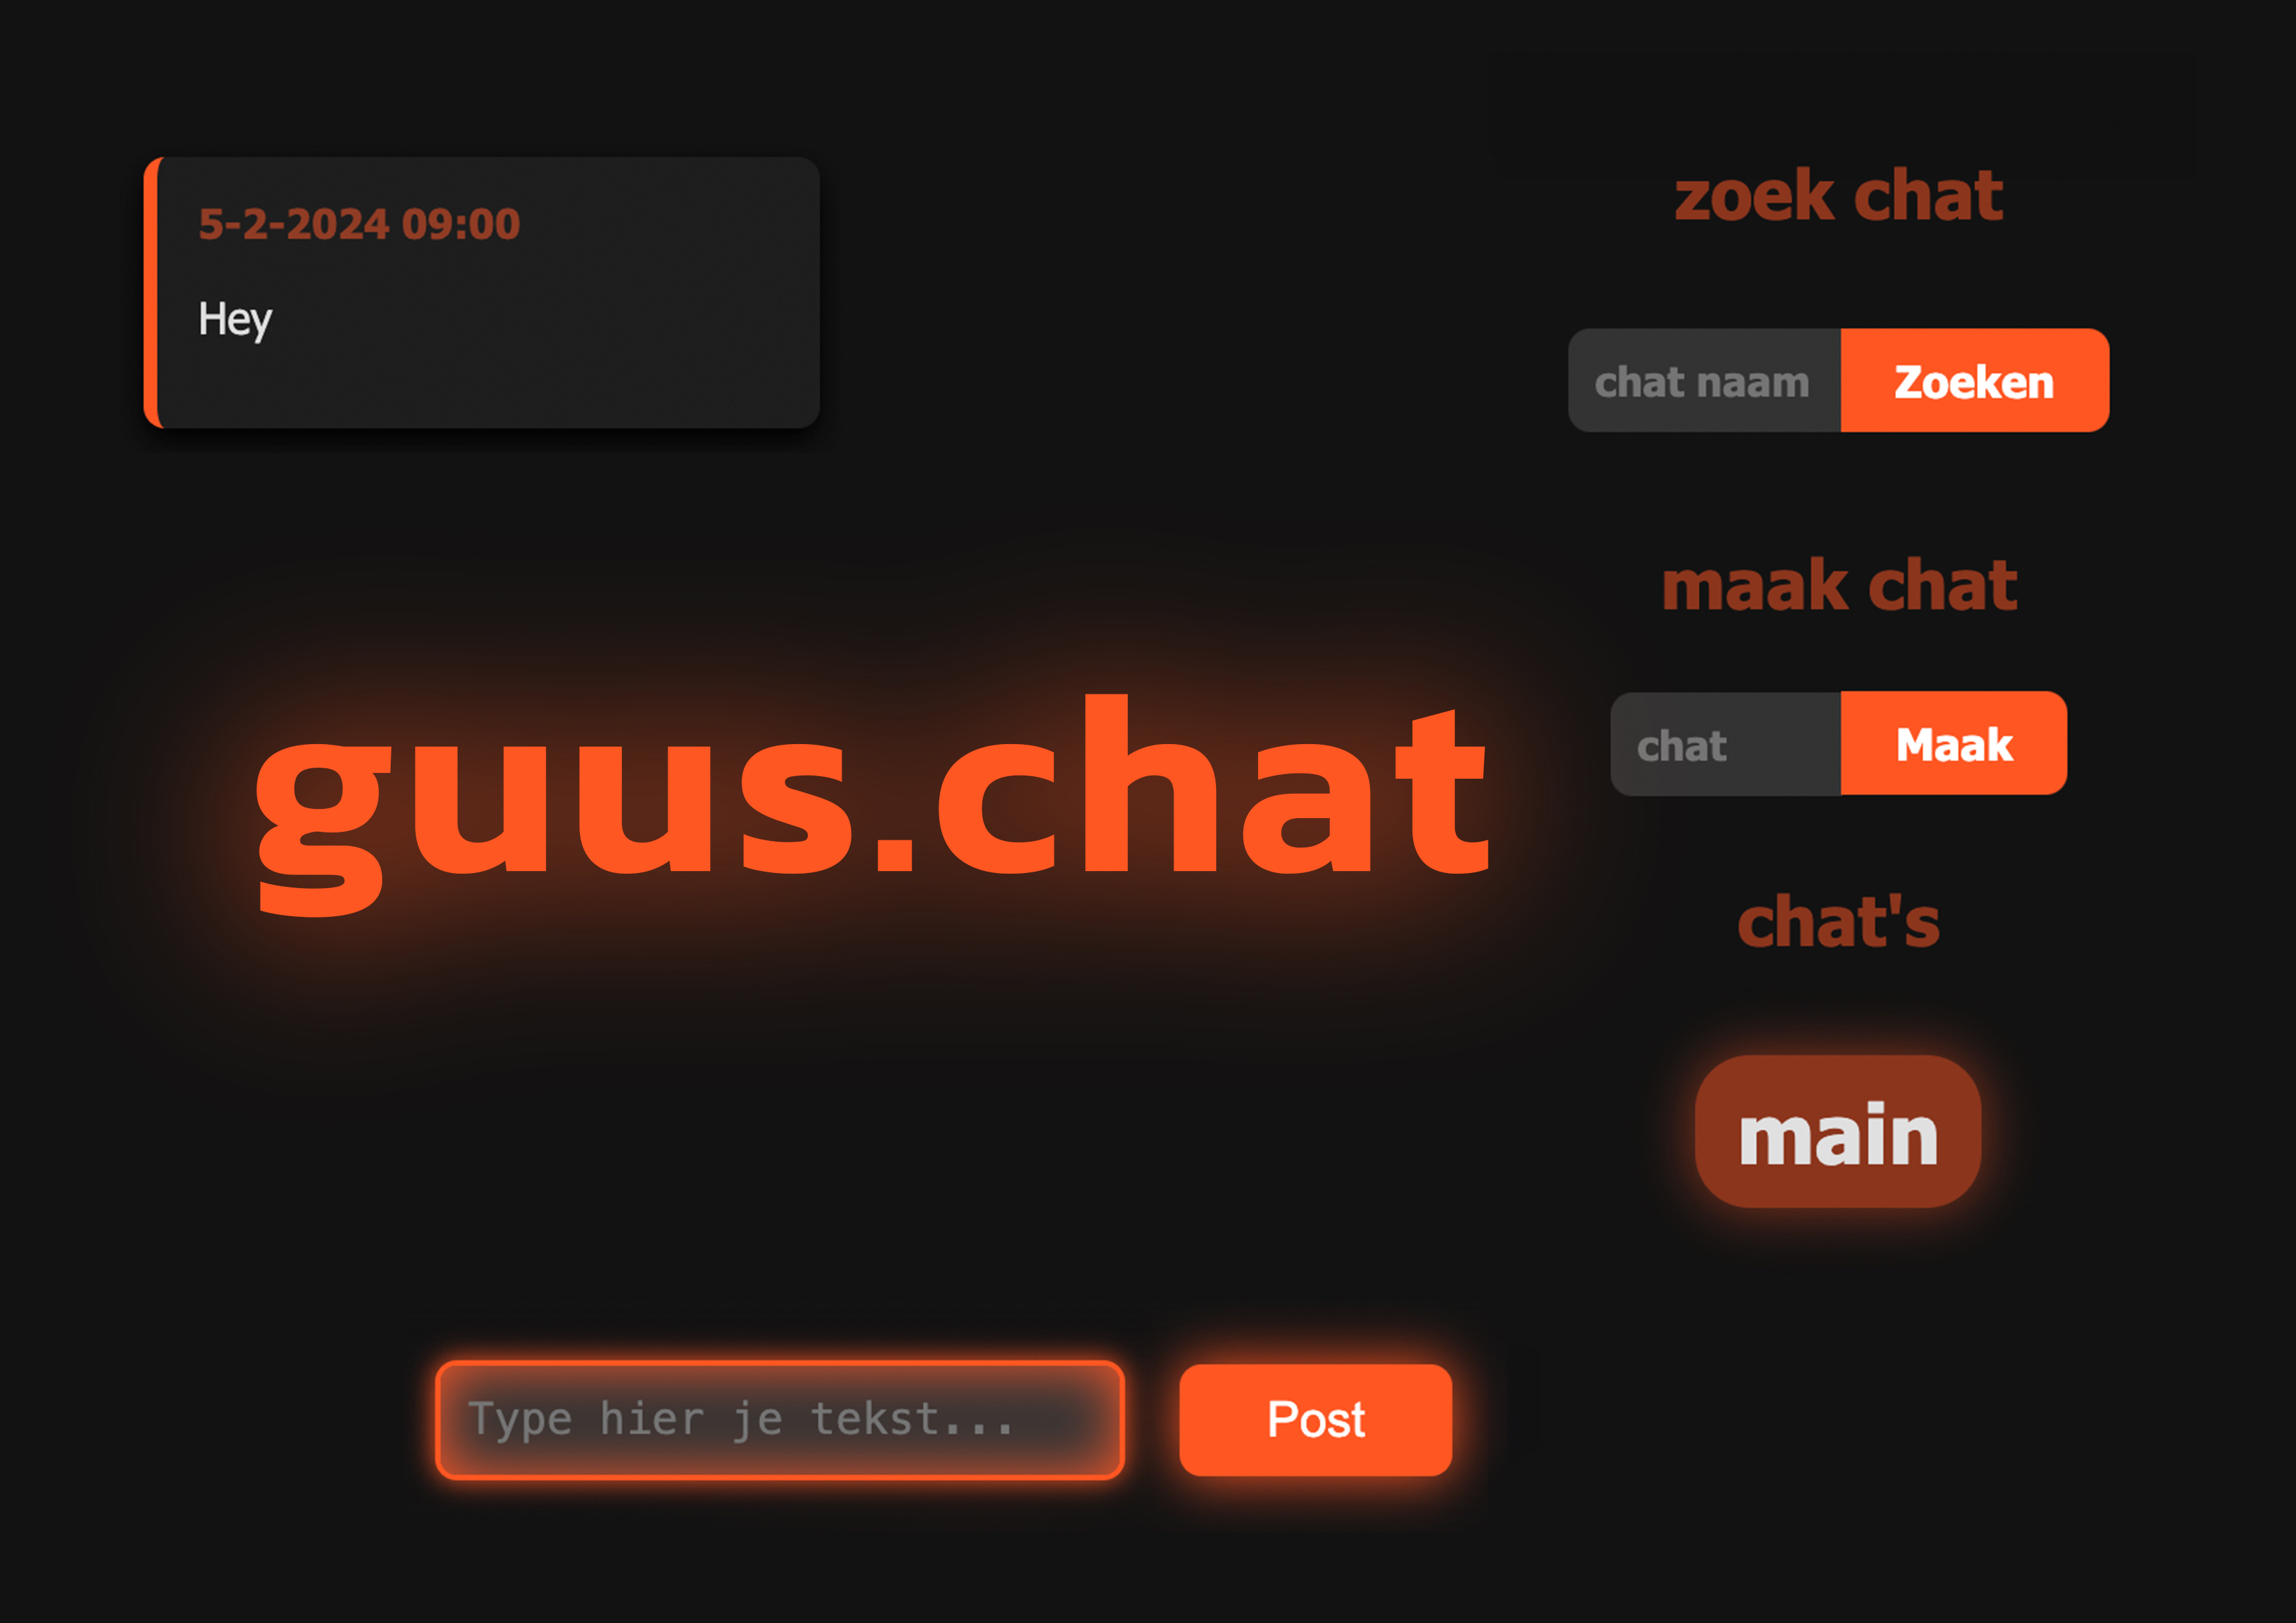 5-2-2024 09:00
Hey
guus.chat
Type hier je tekst...
Post
zoek chat
chat naam
Zoeken
maak chat
chat
Maak
chat's
main